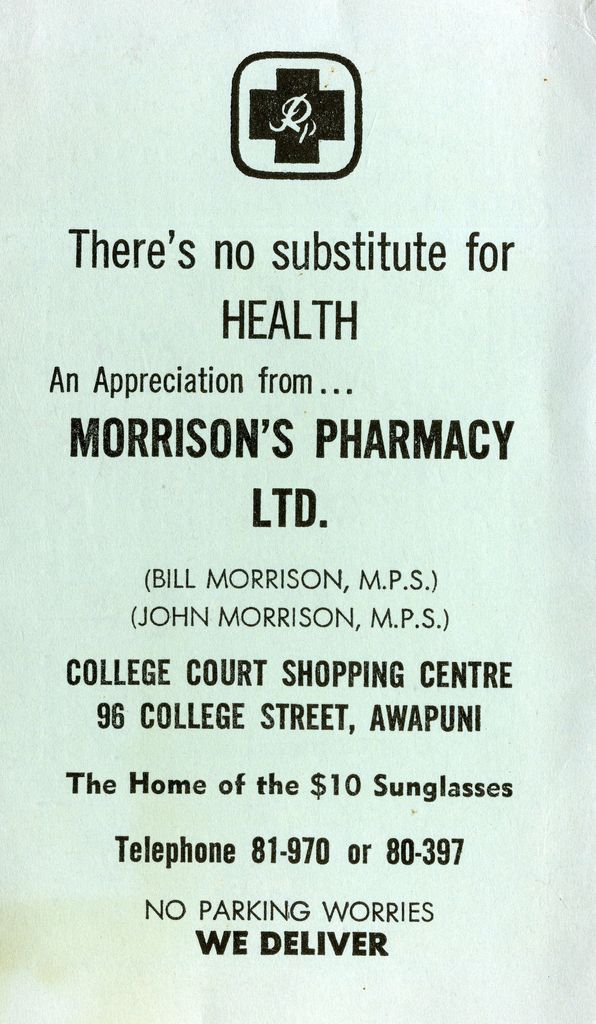 There's no substitute for
HEALTH
An Appreciation from...
MORRISON'S PHARMACY
LTD.
(BILL MORRISON, M.P.S.)
(JOHN MORRISON, M.P.S.)
COLLEGE COURT SHOPPING CENTRE
96 COLLEGE STREET, AWAPUNI
The Home of the $10 Sunglasses
Telephone 81-970 or 80-397
NO PARKING WORRIES
WE DELIVER